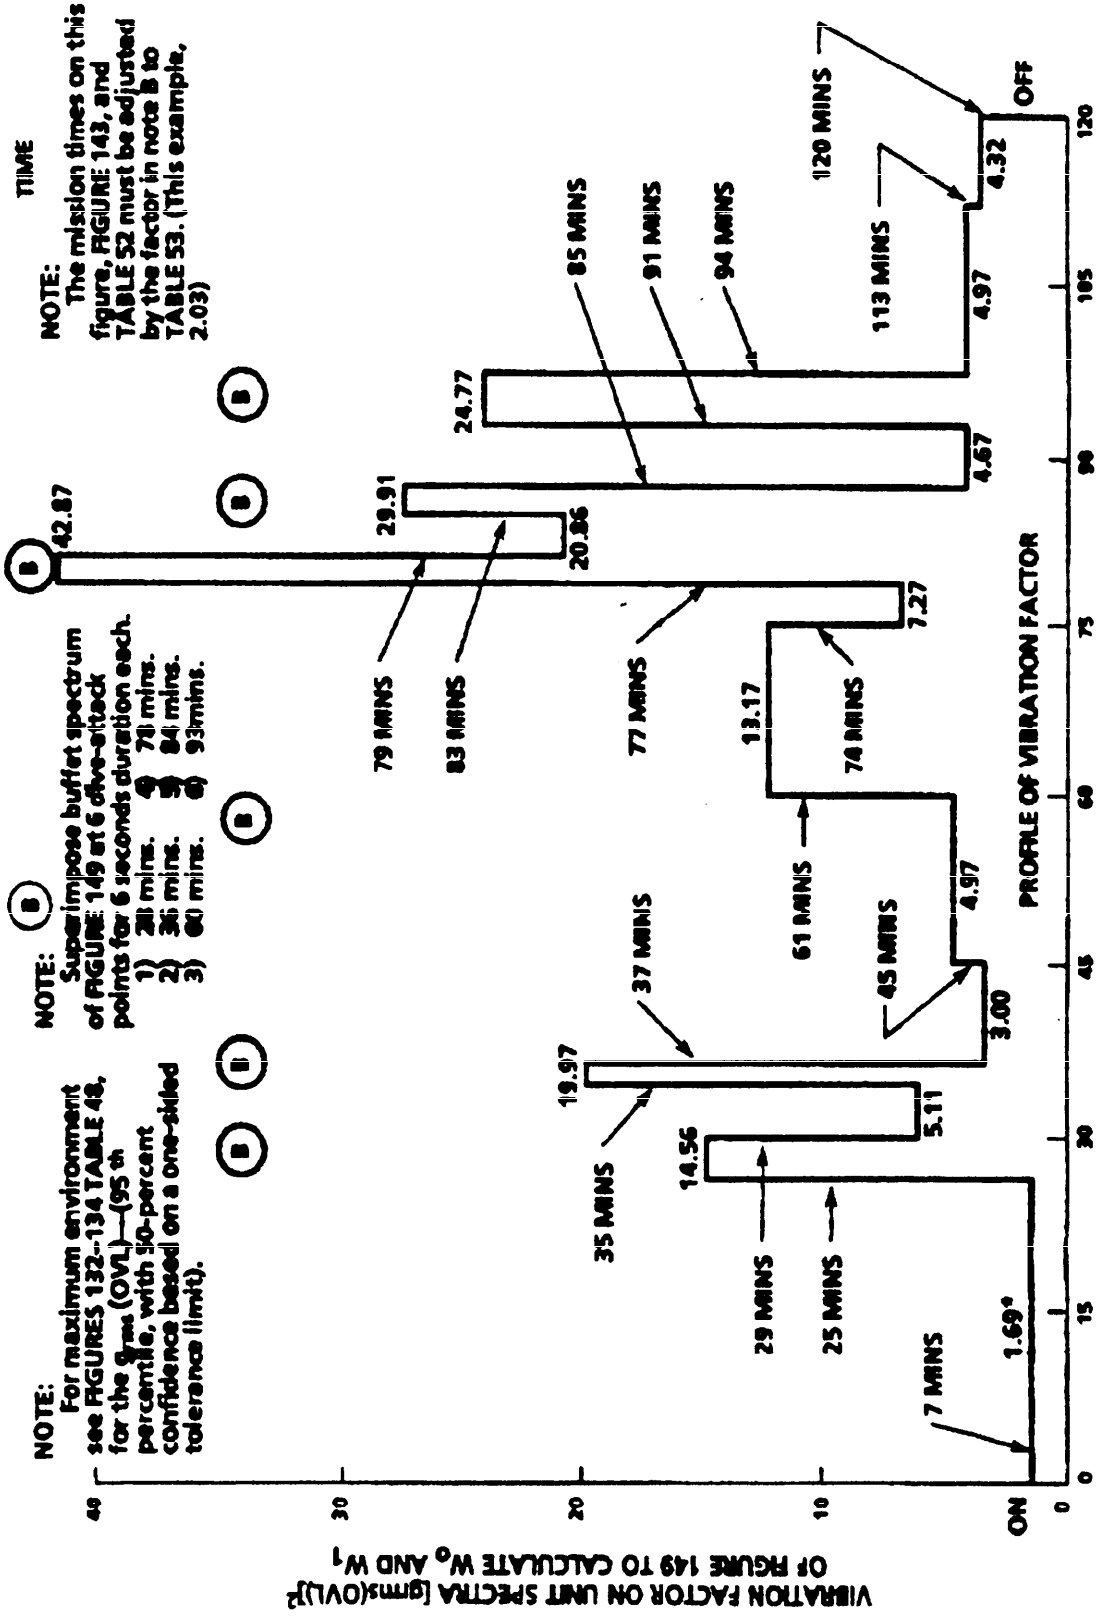 TIME
NOTE:
For maximum environment
see FIGURES 132-134 TABLE 48,
for the grms (OVL)—(95th
percentile, with 50-percent
confidence based on a one-skilled
tolerance limit).
NOTE: B
Superimpose buffet spectrum
of FIGURE 149 at 6 dive-attack
points for 6 seconds duration each.
1) 28 mins. 4) 78 mins.
2) 36 mins. 5) 84 mins.
3) 60 mins. 6) 93 mins.
NOTE:
The mission times on this
figure, FIGURE 143, and
TABLE 52 must be adjusted
by the factor in note B to
TABLE 53. (This example,
2.03)
B
B
B
B
B
B
VIBRATION FACTOR ON UNIT SPECTRA [grms(OVL)]²
OF FIGURE 149 TO CALCULATE W0 AND W1
40
30
20
10
ON
0
7 MINS
1.69*
25 MINS
29 MINS
14.56
5.11
35 MINS
19.97
37 MINS
3.00
45 MINS
4.97
61 MINS
13.17
74 MINS
7.27
77 MINS
42.87
79 MINS
20.86
83 MINS
29.91
85 MINS
4.67
91 MINS
24.77
94 MINS
4.97
113 MINS
4.32
120 MINS
OFF
0
15
30
45
60
75
90
105
120
PROFILE OF VIBRATION FACTOR